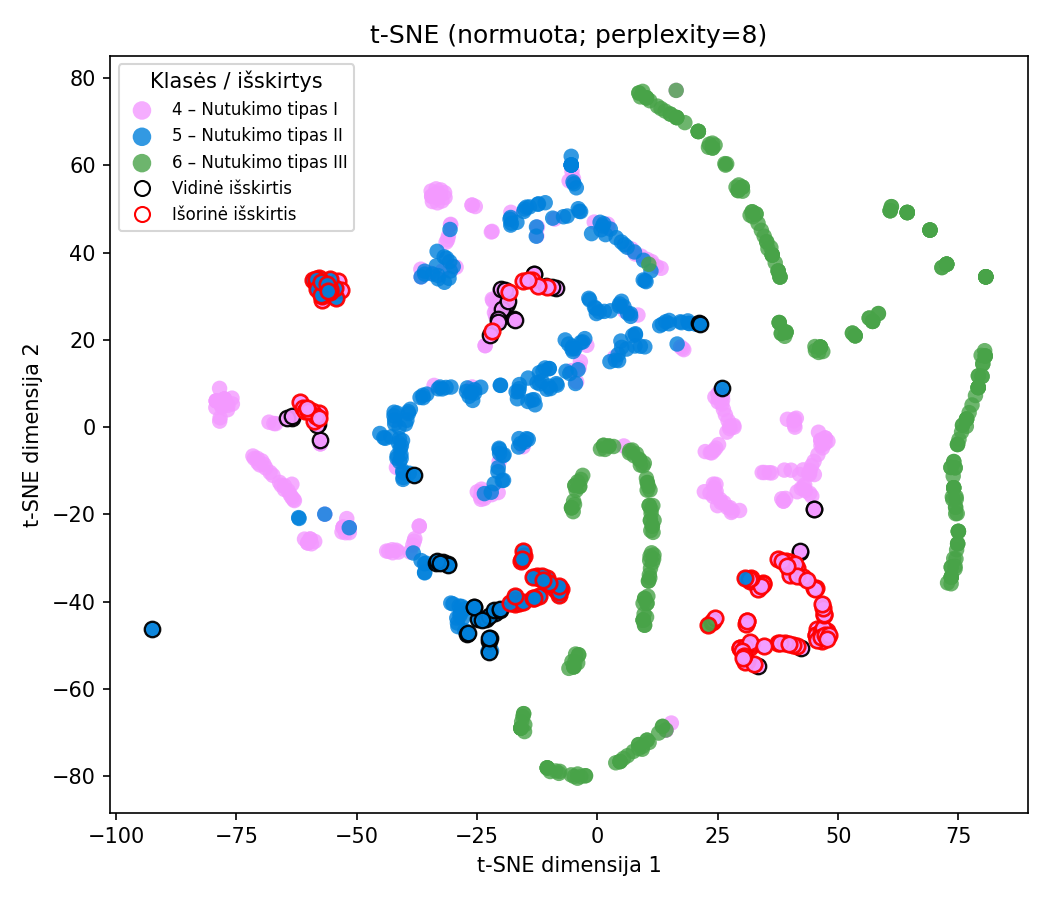 t-SNE (normuota; perplexity=8)
Klasės / išskirtys
4 – Nutukimo tipas I
5 – Nutukimo tipas II
6 – Nutukimo tipas III
Vidinė išskirtis
Išorinė išskirtis
80
60
40
20
0
−20
−40
−60
−80
t-SNE dimensija 2
−100
−75
−50
−25
0
25
50
75
t-SNE dimensija 1